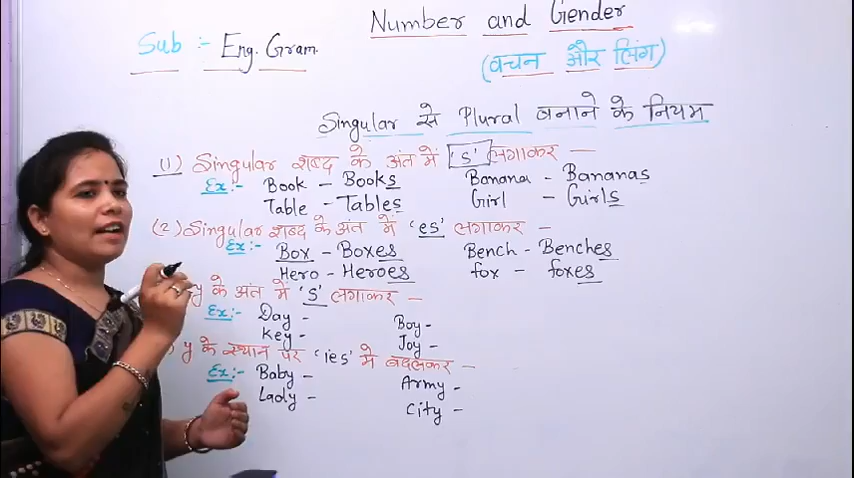 Number and Gender
Sub :- Eng. Gram.
(वचन और लिंग)
Singular से Plural बनाने के नियम
(1) Singular शब्द के अंत में 's' लगाकर —
Ex:- Book - Books Banana - Bananas
Table - Tables Girl - Girls
(2) Singular शब्द के अंत में 'es' लगाकर —
Ex:- Box - Boxes Bench - Benches
Hero - Heroes fox - foxes
y के अंत में 's' लगाकर —
Ex:- Day - Boy -
Key - Joy -
y के स्थान पर 'ies' मे बदलकर —
Ex:- Baby - Army -
Lady - City -